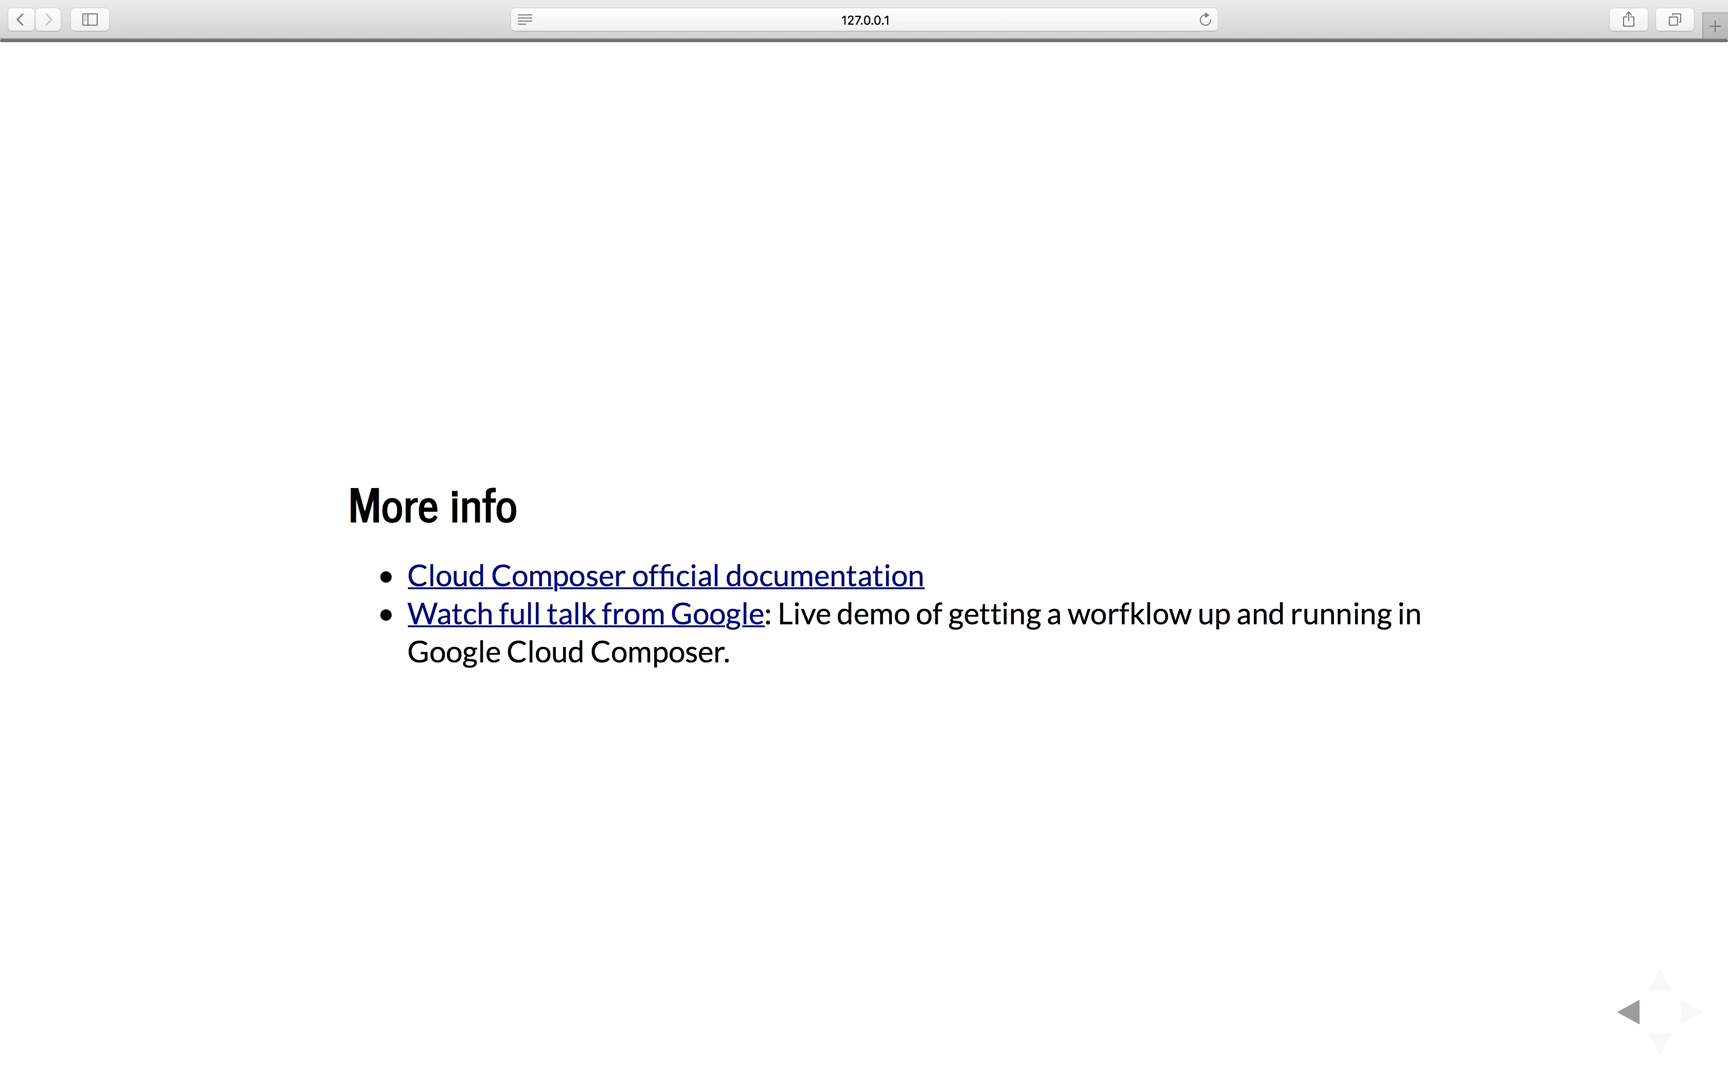 127.0.0.1
More info
Cloud Composer official documentation
Watch full talk from Google: Live demo of getting a worfklow up and running in
Google Cloud Composer.